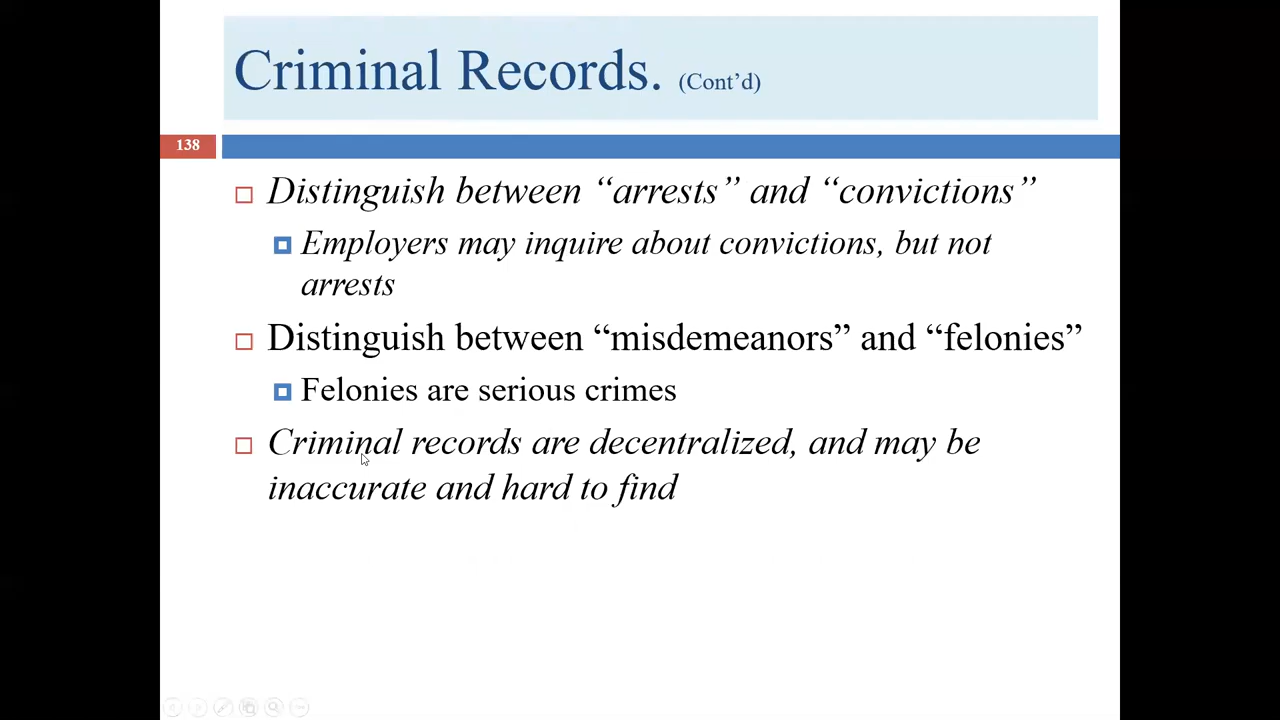 Criminal Records. (Cont’d)
138
Distinguish between “arrests” and “convictions”
Employers may inquire about convictions, but not
arrests
Distinguish between “misdemeanors” and “felonies”
Felonies are serious crimes
Criminal records are decentralized, and may be
inaccurate and hard to find